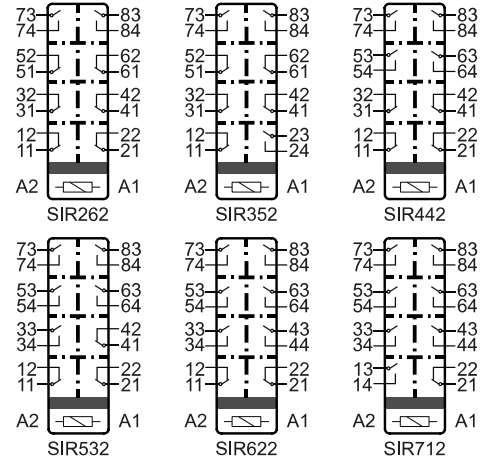 73 83 73 83 73 83
74 84 74 84 74 84
52 62 52 62 53 63
51 61 51 61 54 64
32 42 32 42 32 42
31 41 31 41 31 41
12 22 12 23 12 22
11 21 11 24 11 21
A2 A1 A2 A1 A2 A1
SIR262 SIR352 SIR442
73 83 73 83 73 83
74 84 74 84 74 84
53 63 53 63 53 63
54 64 54 64 54 64
33 42 33 43 33 43
34 41 34 44 34 44
12 22 12 22 13 22
11 21 11 21 14 21
A2 A1 A2 A1 A2 A1
SIR532 SIR622 SIR712